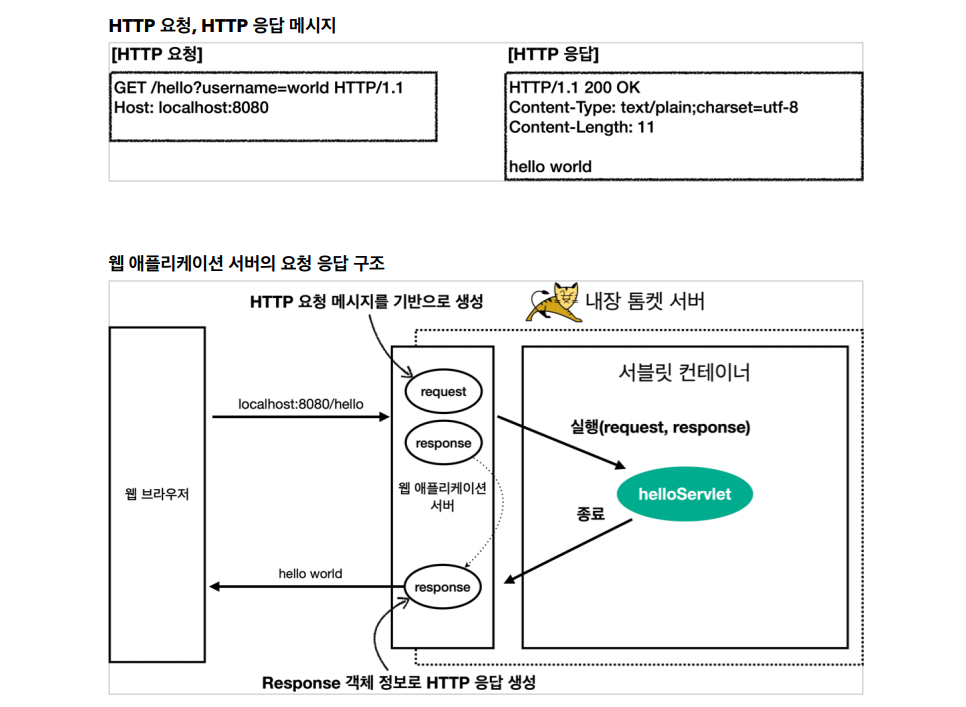 HTTP 요청, HTTP 응답 메시지
[HTTP 요청]
GET /hello?username=world HTTP/1.1
Host: localhost:8080
[HTTP 응답]
HTTP/1.1 200 OK
Content-Type: text/plain;charset=utf-8
Content-Length: 11
hello world
웹 애플리케이션 서버의 요청 응답 구조
HTTP 요청 메시지를 기반으로 생성
내장 톰켓 서버
서블릿 컨테이너
request
localhost:8080/hello
실행(request, response)
response
웹 브라우저
웹 애플리케이션
서버
helloServlet
종료
hello world
response
Response 객체 정보로 HTTP 응답 생성